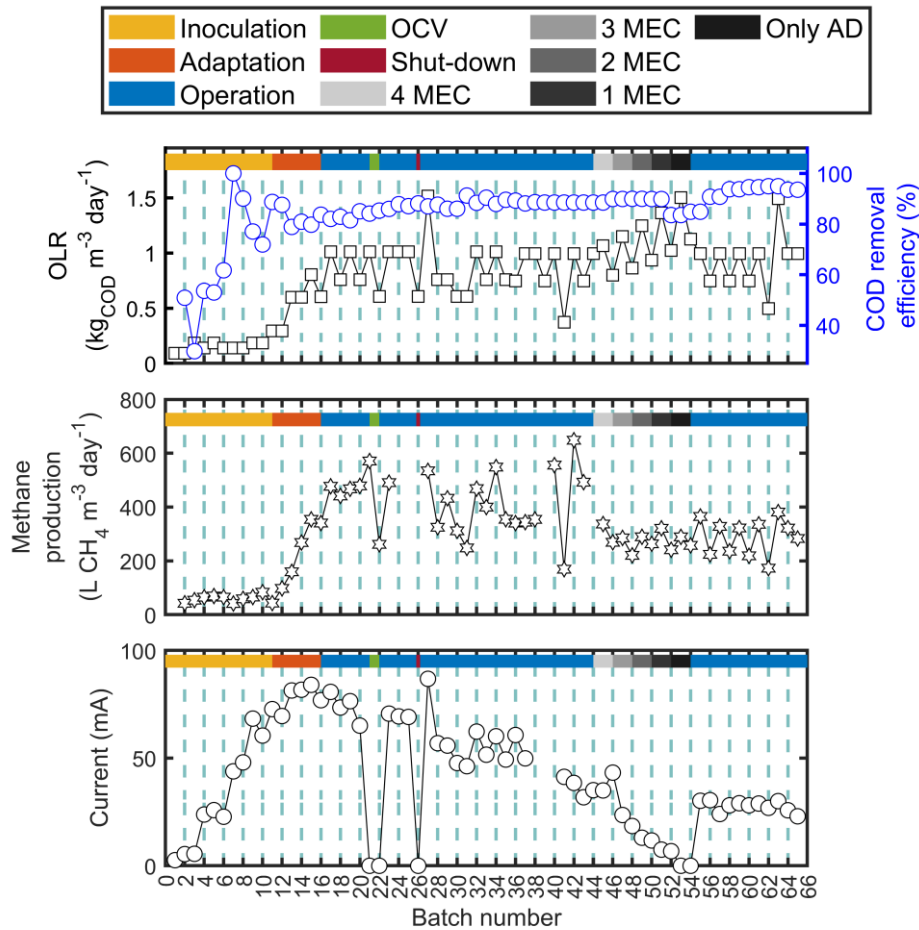 Inoculation OCV 3 MEC Only AD
Adaptation Shut-down 2 MEC
Operation 4 MEC 1 MEC
1.5
1
0.5
0
OLR
(kg_COD m⁻³ day⁻¹)
100
80
60
40
COD removal
efficiency (%)
800
600
400
200
0
Methane
production
(L CH₄ m⁻³ day⁻¹)
100
50
0
Current (mA)
0 2 4 6 8 10 12 14 16 18 20 22 24 26 28 30 32 34 36 38 40 42 44 46 48 50 52 54 56 58 60 62 64 66
Batch number